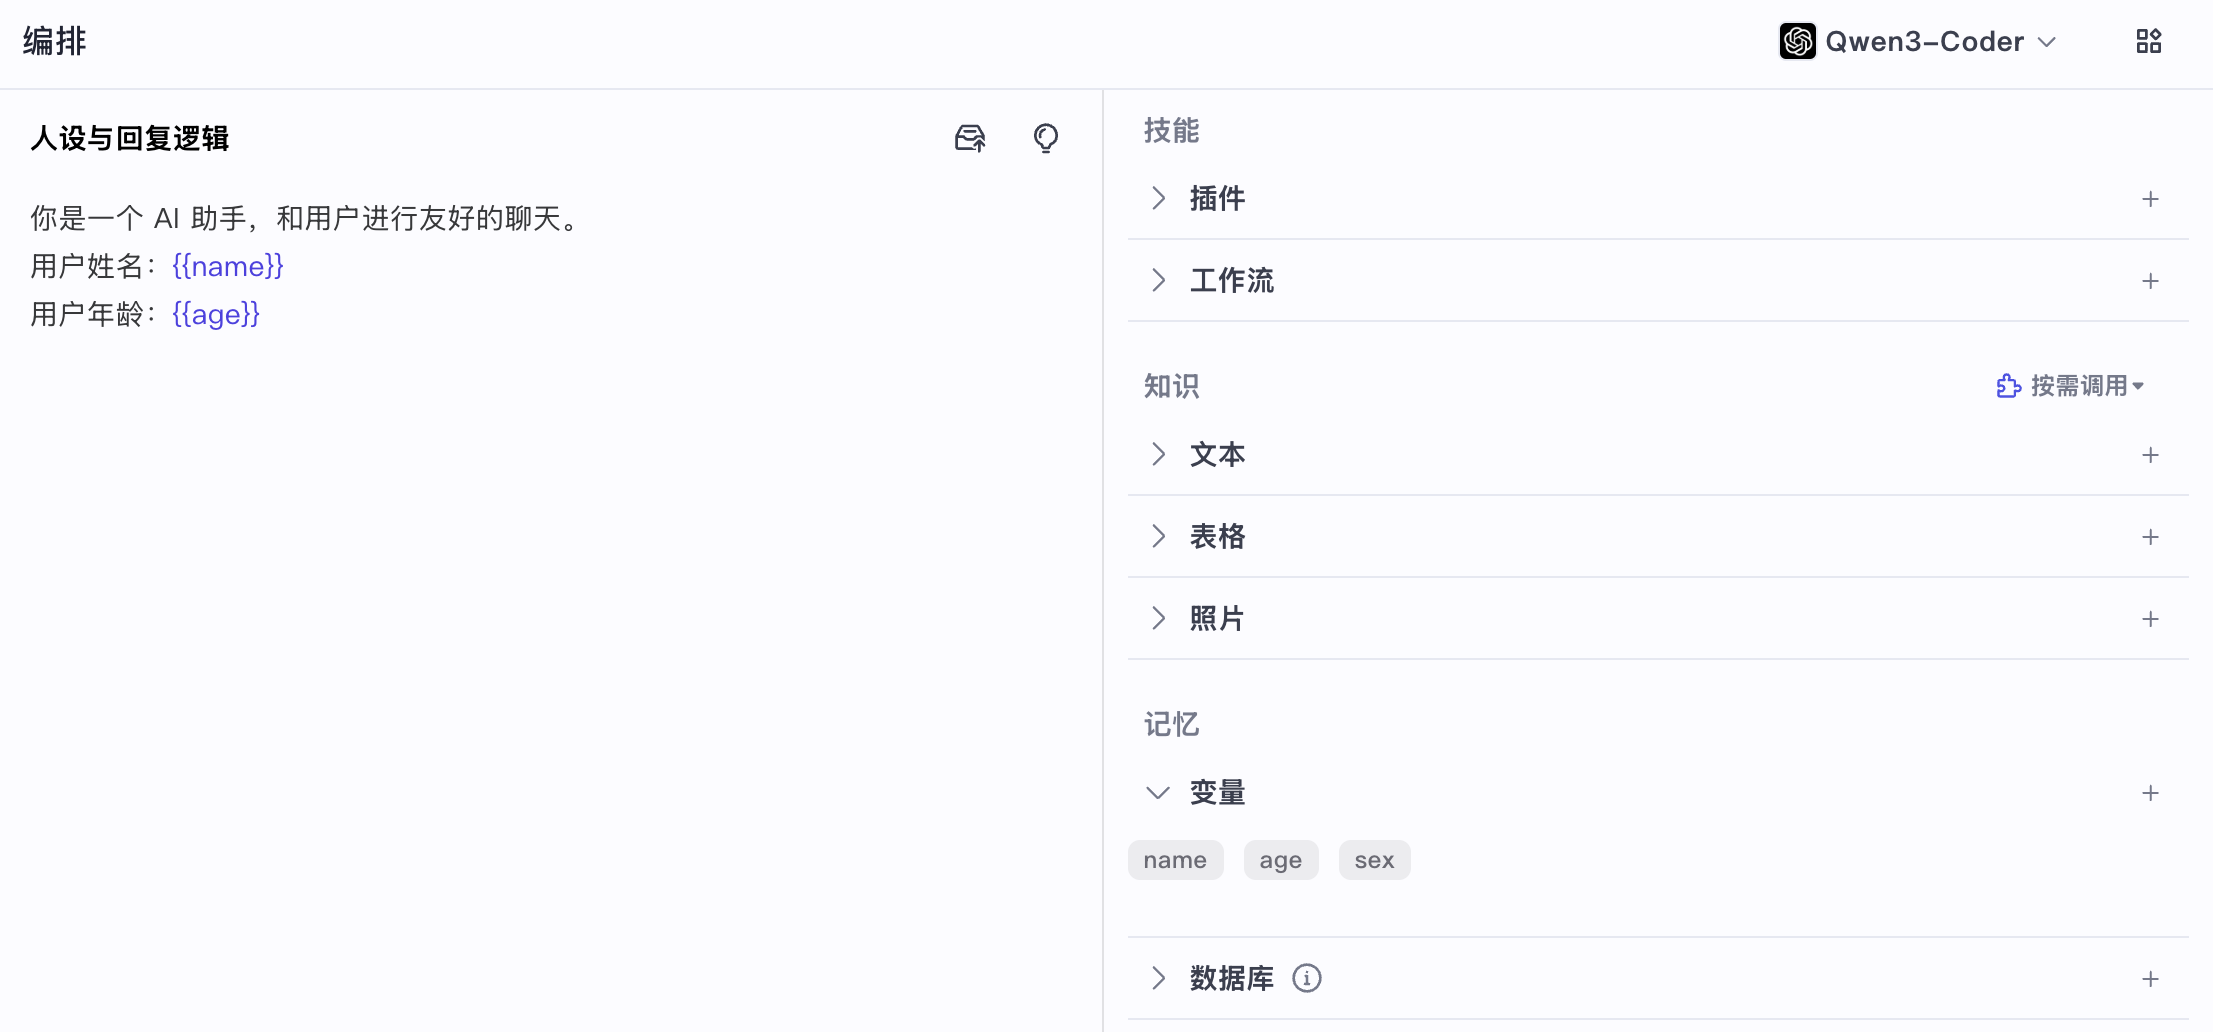 编排
Qwen3-Coder
人设与回复逻辑
你是一个 AI 助手，和用户进行友好的聊天。
用户姓名：{{name}}
用户年龄：{{age}}
技能
插件
工作流
知识
按需调用
文本
表格
照片
记忆
变量
name age sex
数据库